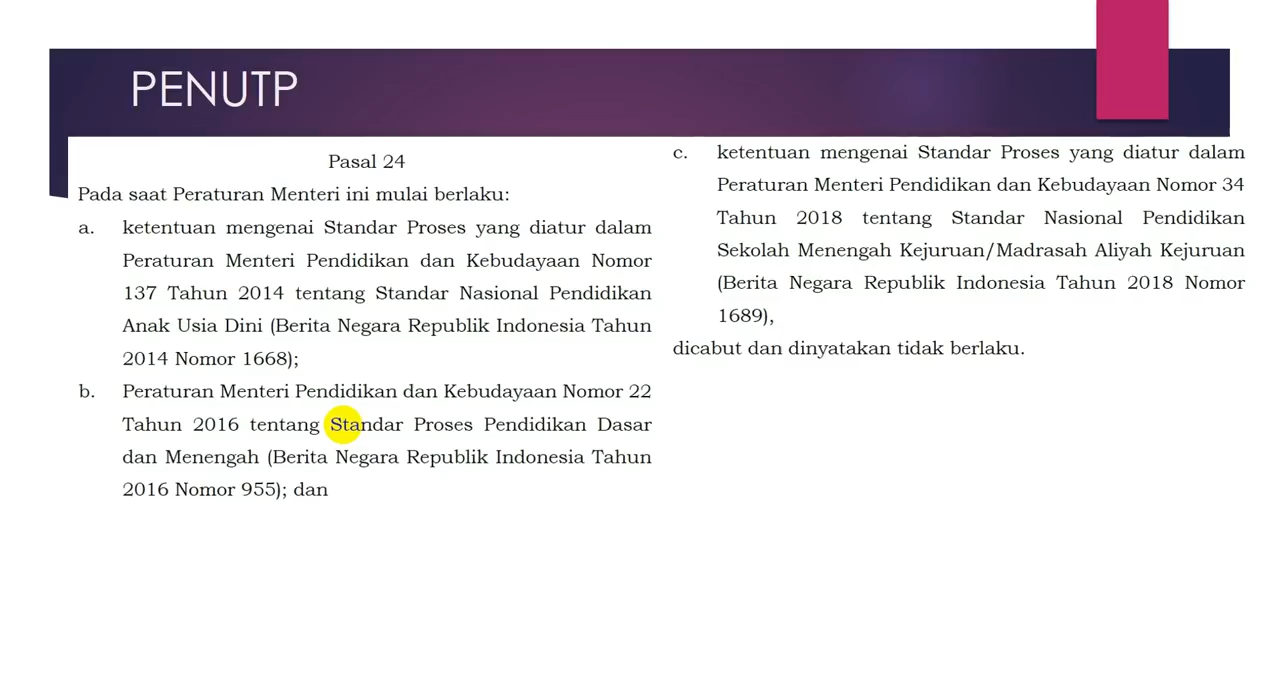 PENUTP
Pasal 24
Pada saat Peraturan Menteri ini mulai berlaku:
a. ketentuan mengenai Standar Proses yang diatur dalam
Peraturan Menteri Pendidikan dan Kebudayaan Nomor
137 Tahun 2014 tentang Standar Nasional Pendidikan
Anak Usia Dini (Berita Negara Republik Indonesia Tahun
2014 Nomor 1668);
b. Peraturan Menteri Pendidikan dan Kebudayaan Nomor 22
Tahun 2016 tentang Standar Proses Pendidikan Dasar
dan Menengah (Berita Negara Republik Indonesia Tahun
2016 Nomor 955); dan
c. ketentuan mengenai Standar Proses yang diatur dalam
Peraturan Menteri Pendidikan dan Kebudayaan Nomor 34
Tahun 2018 tentang Standar Nasional Pendidikan
Sekolah Menengah Kejuruan/Madrasah Aliyah Kejuruan
(Berita Negara Republik Indonesia Tahun 2018 Nomor
1689),
dicabut dan dinyatakan tidak berlaku.